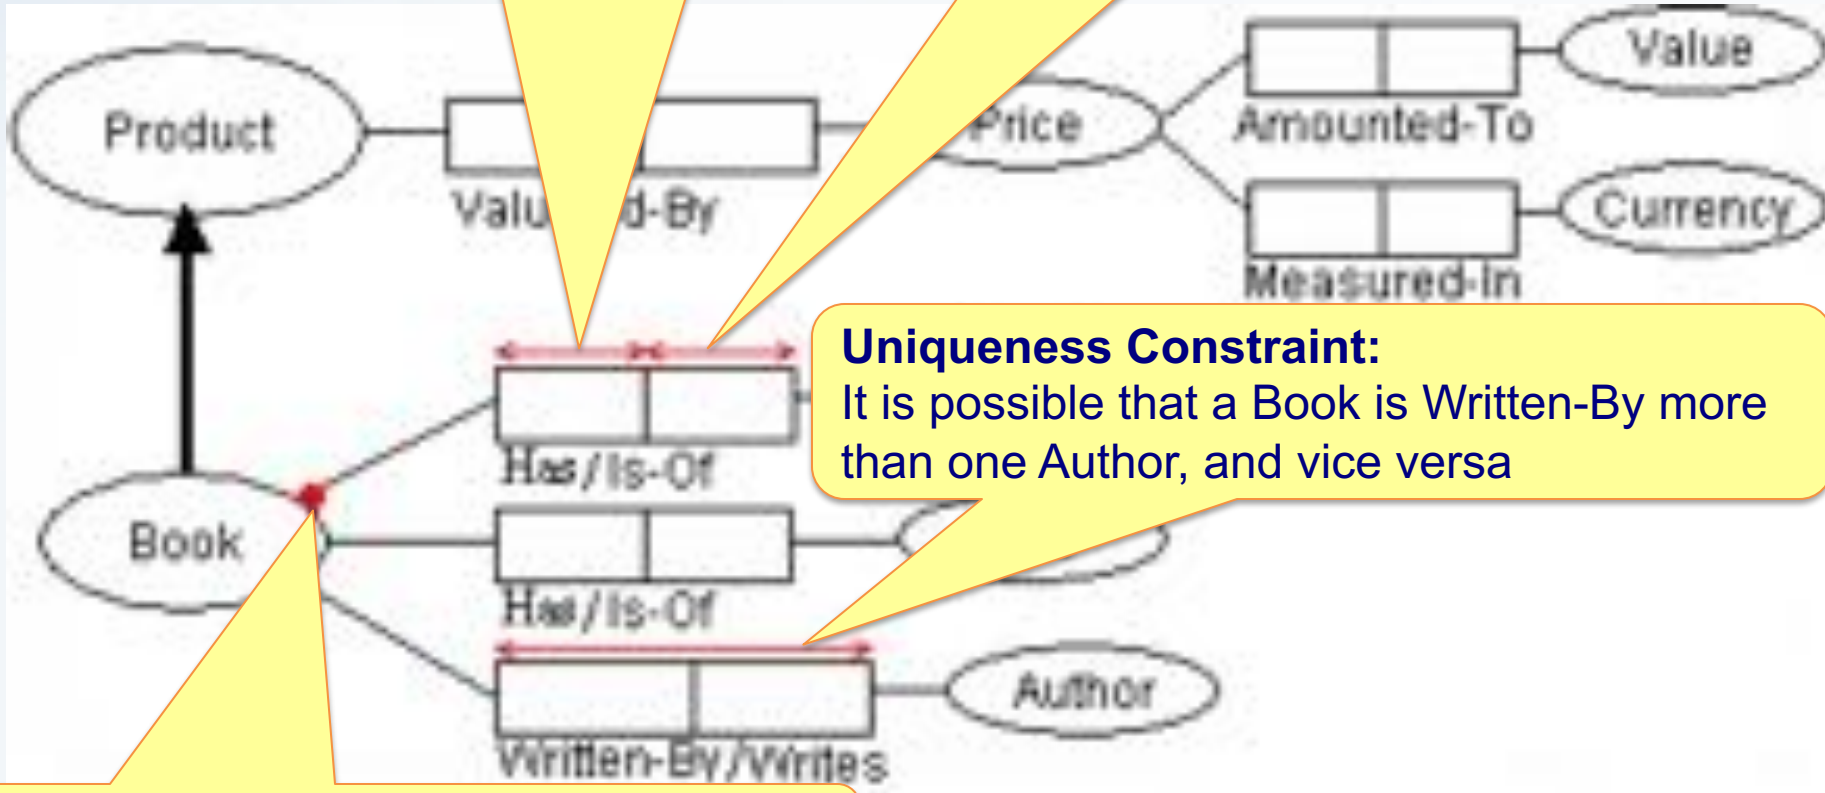 Product
Price
Amounted-To
Value
Valu d-By
Currency
Measured-In
Uniqueness Constraint:
It is possible that a Book is Written-By more
than one Author, and vice versa
Has/Is-Of
Book
Has/Is-Of
Author
Written-By/Writes